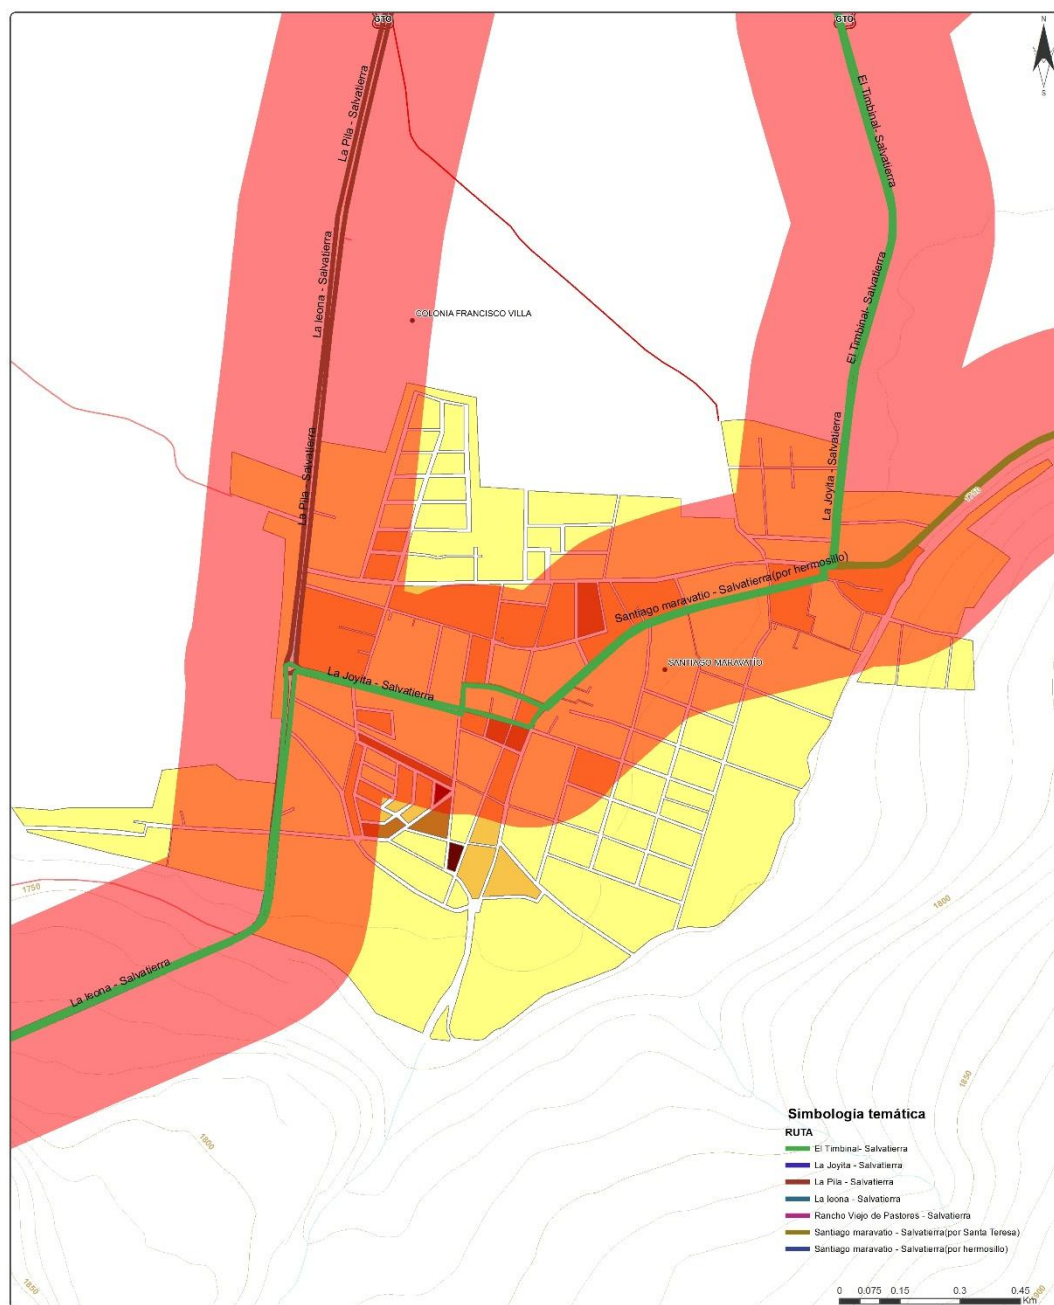 GTO
GTO
N
S
La Pila - Salvatierra
El Timbinal- Salvatierra
La leona - Salvatierra
El Timbinal- Salvatierra
COLONIA FRANCISCO VILLA
La Joyita - Salvatierra
La Pila - Salvatierra
1750
Santiago maravatio - Salvatierra(por hermosillo)
SANTIAGO MARAVATÍO
La Joyita - Salvatierra
1750
1800
La leona - Salvatierra
1850
1800
Simbología temática
RUTA
El Timbinal- Salvatierra
La Joyita - Salvatierra
La Pila - Salvatierra
La leona - Salvatierra
Rancho Viejo de Pastores - Salvatierra
Santiago maravatio - Salvatierra(por Santa Teresa)
Santiago maravatio - Salvatierra(por hermosillo)
1850
0 0.075 0.15 0.3 0.45
Km
1900